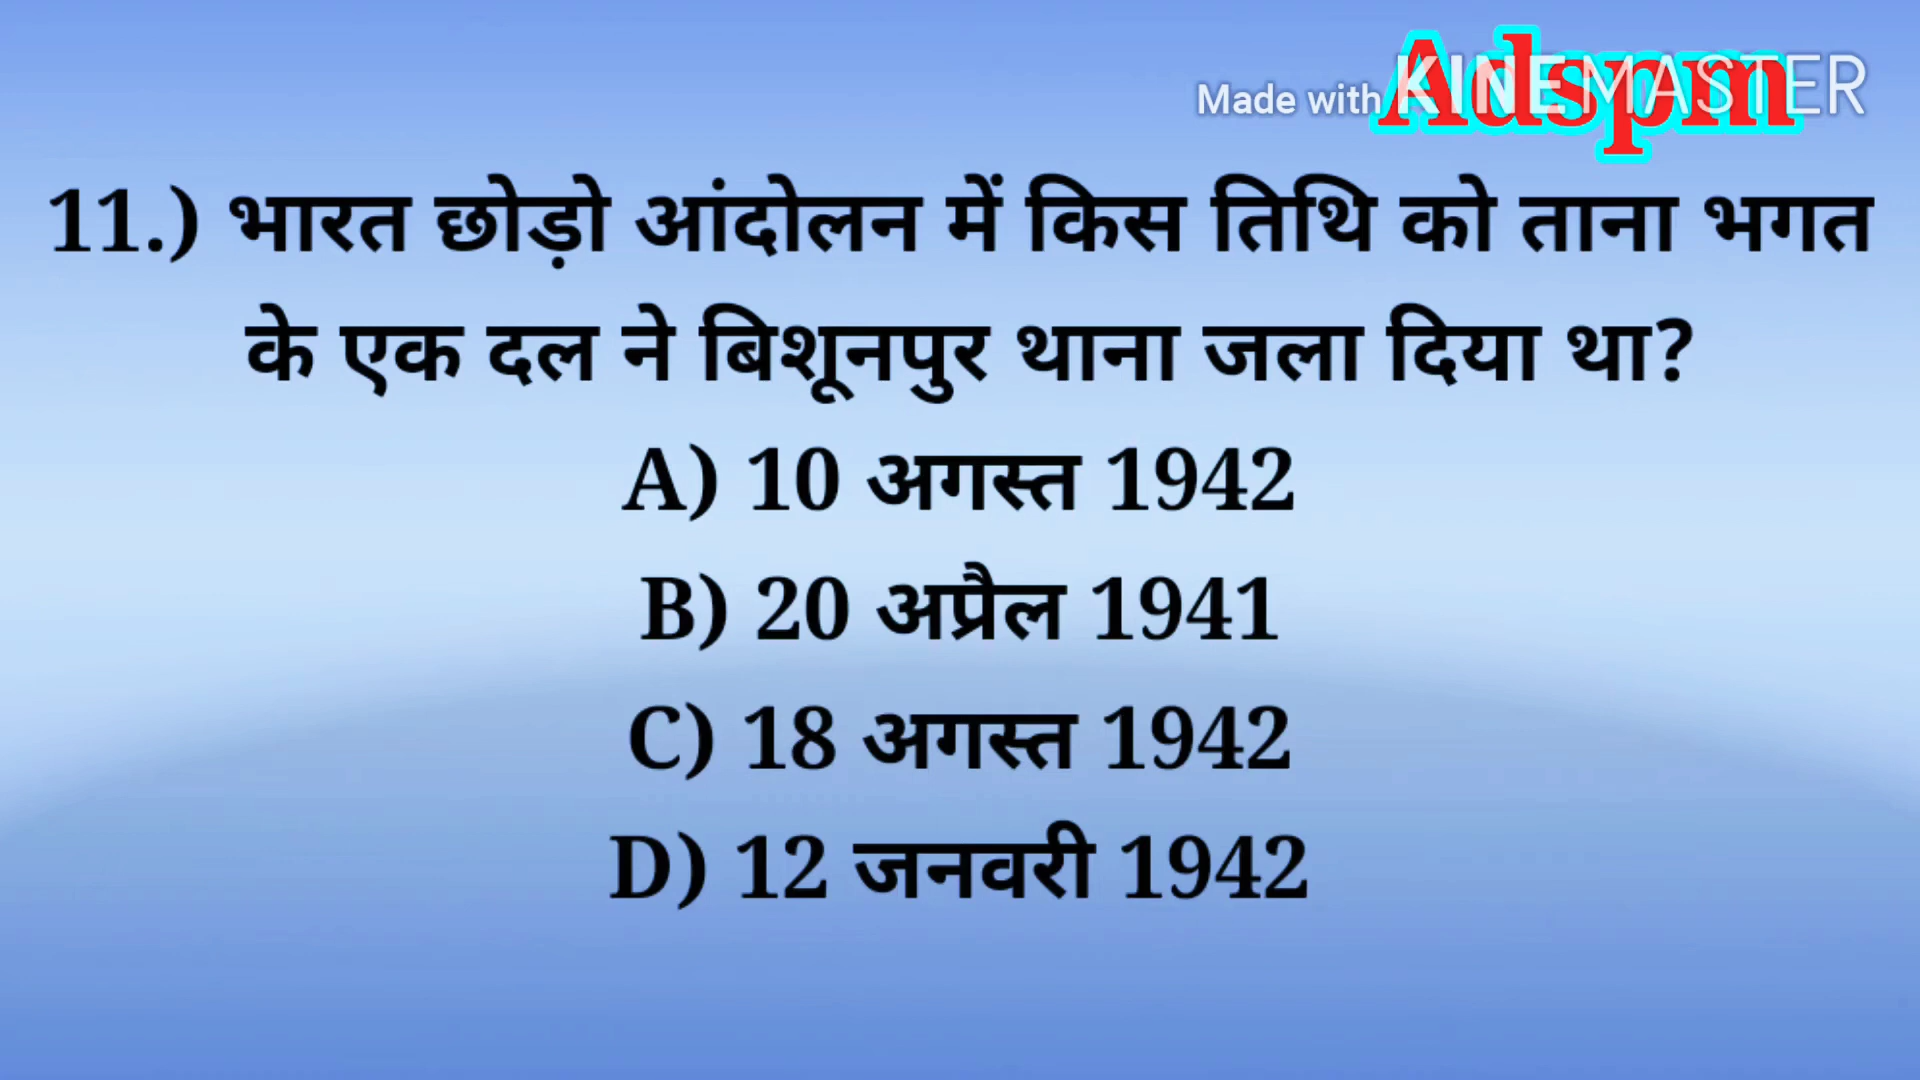 Made with KINEMASTER
Adspm
11.) भारत छोड़ो आंदोलन में किस तिथि को ताना भगत
के एक दल ने बिशूनपुर थाना जला दिया था?
A) 10 अगस्त 1942
B) 20 अप्रैल 1941
C) 18 अगस्त 1942
D) 12 जनवरी 1942